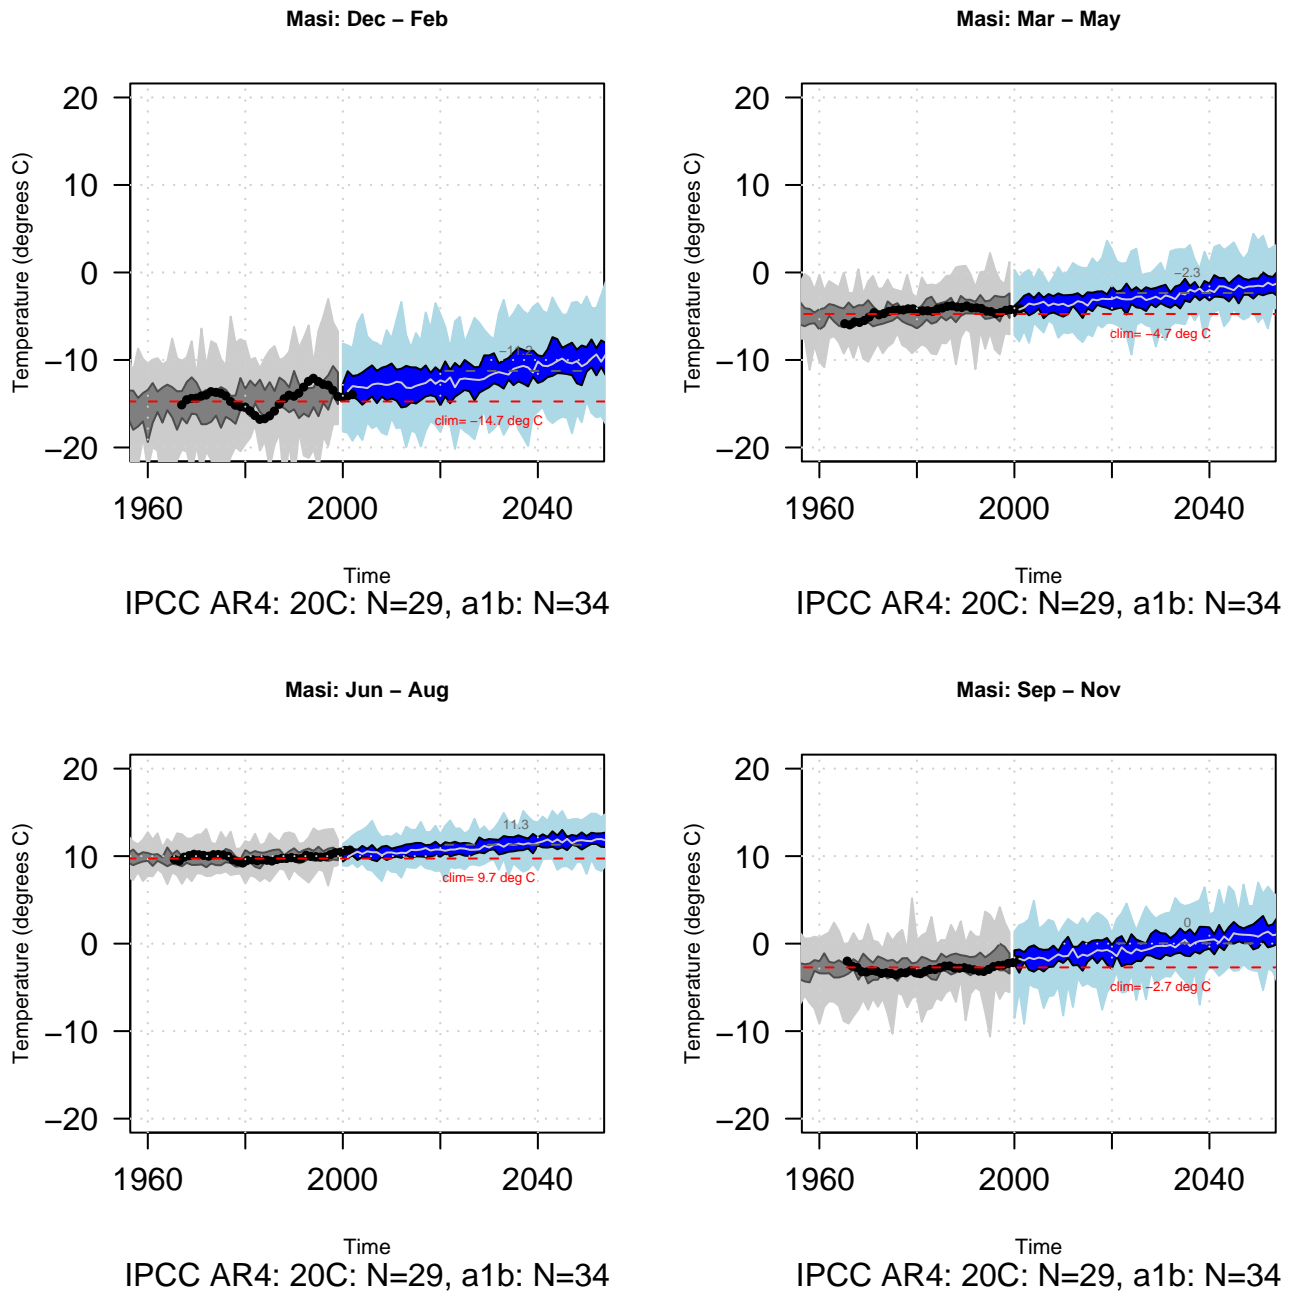 Masi: Dec − Feb
Temperature (degrees C)
20
10
0
−10
−20
−11.2
clim= −14.7 deg C
1960
2000
2040
Time
IPCC AR4: 20C: N=29, a1b: N=34
Masi: Mar − May
Temperature (degrees C)
20
10
0
−10
−20
−2.3
clim= −4.7 deg C
1960
2000
2040
Time
IPCC AR4: 20C: N=29, a1b: N=34
Masi: Jun − Aug
Temperature (degrees C)
20
10
0
−10
−20
11.3
clim= 9.7 deg C
1960
2000
2040
Time
IPCC AR4: 20C: N=29, a1b: N=34
Masi: Sep − Nov
Temperature (degrees C)
20
10
0
−10
−20
0
clim= −2.7 deg C
1960
2000
2040
Time
IPCC AR4: 20C: N=29, a1b: N=34